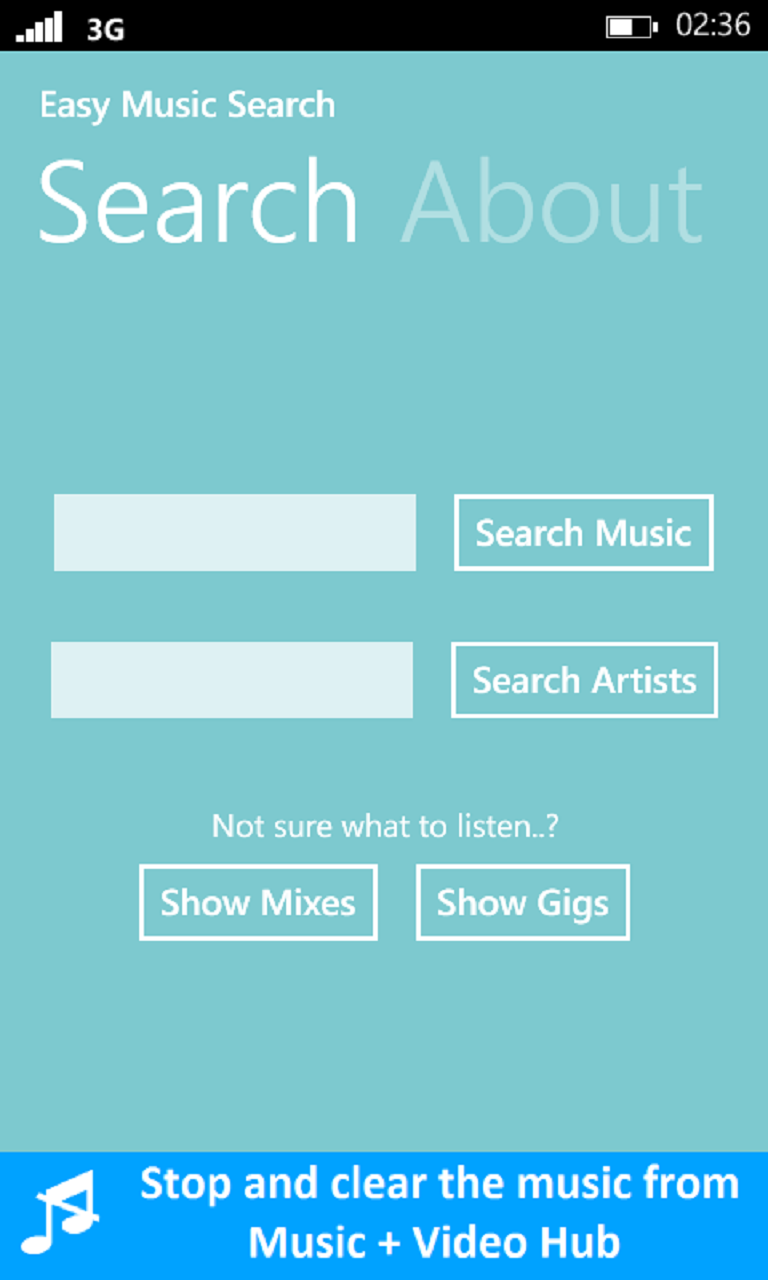 3G 02:36
Easy Music Search
Search About
Search Music
Search Artists
Not sure what to listen..?
Show Mixes Show Gigs
Stop and clear the music from
Music + Video Hub